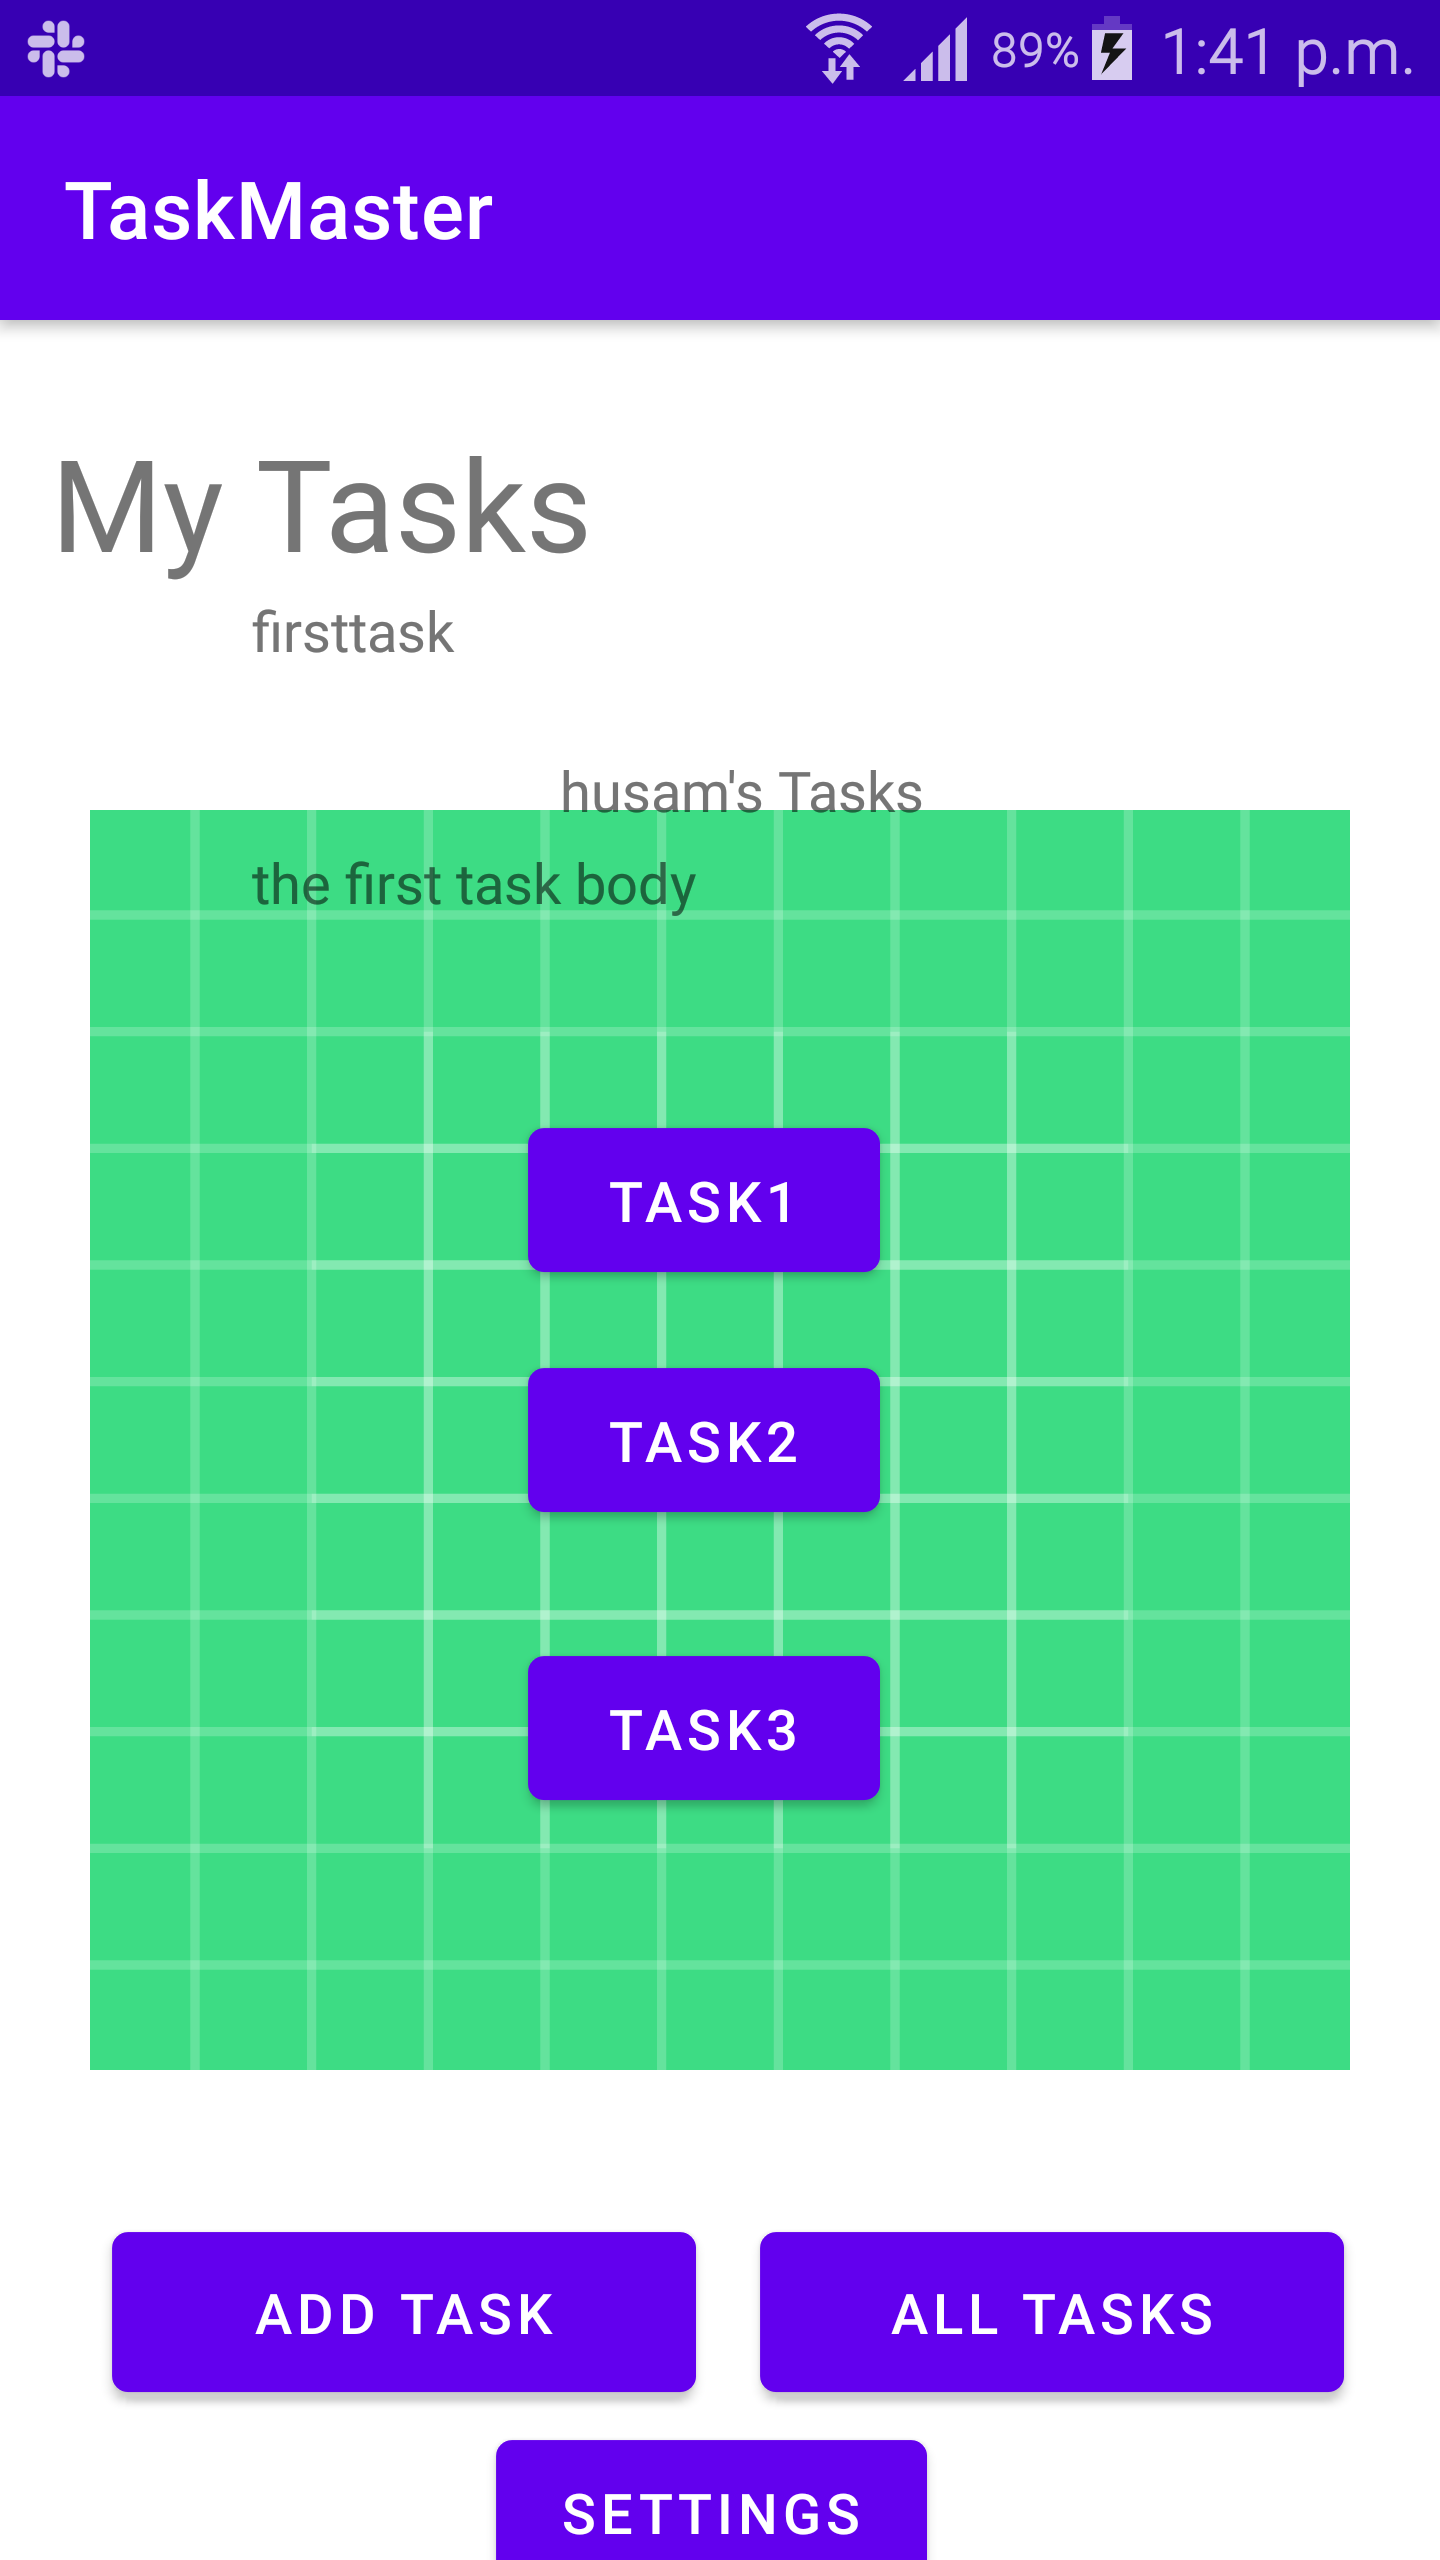 89% 1:41 p.m.
TaskMaster
My Tasks
firsttask
husam's Tasks
the first task body
TASK1
TASK2
TASK3
ADD TASK ALL TASKS
SETTINGS